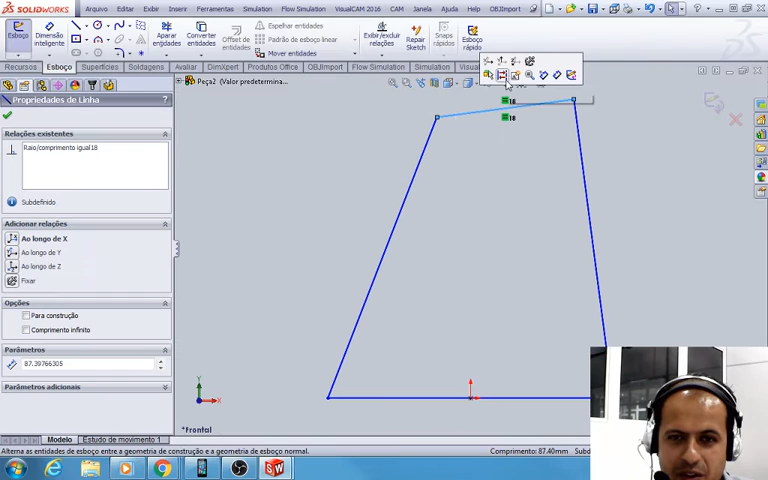 SOLIDWORKS
Arquivo Editar Exibir Inserir Ferramentas Simulation Toolbox Flow Simulation VisualCAM 2016 CAM Janela Ajuda OBJImport
Esboço
Dimensão inteligente
Aparar entidades
Converter entidades
Offset de entidades
Espelhar entidades
Padrão de esboço linear
Mover entidades
Exibir/excluir relações
Repair Sketch
Snaps rápidos
Esboço rápido
Recursos Esboço Superfícies Soldagens Avaliar DimXpert Produtos Office OBJImport Simulation Flow Simulation
Peça2 (Valor predetermina...
Propriedades de Linha
Relações existentes
Raio/comprimento igual18
Subdefinido
Adicionar relações
Ao longo de X
Ao longo de Y
Ao longo de Z
Fixar
Opções
Para construção
Comprimento infinito
Parâmetros
87.39766305
Parâmetros adicionais
18
18
Y
X
*Frontal
Modelo Estudo de movimento 1
Alterna as entidades de esboço entre a geometria de construção e a geometria de esboço normal.
Comprimento: 87.40mm